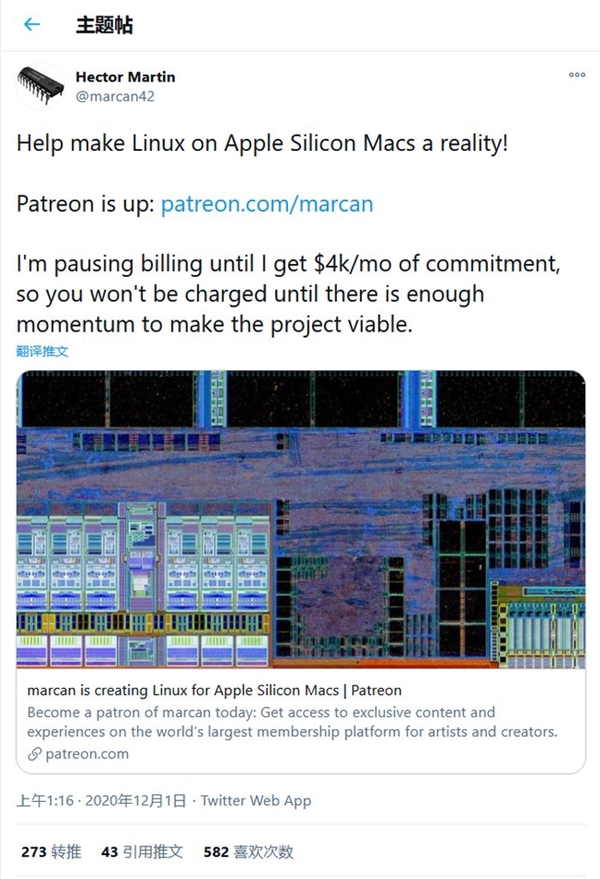 主题帖
Hector Martin
@marcan42
Help make Linux on Apple Silicon Macs a reality!
Patreon is up: patreon.com/marcan
I'm pausing billing until I get $4k/mo of commitment,
so you won't be charged until there is enough
momentum to make the project viable.
翻译推文
marcan is creating Linux for Apple Silicon Macs | Patreon
Become a patron of marcan today: Get access to exclusive content and
experiences on the world's largest membership platform for artists and creators.
patreon.com
上午1:16 · 2020年12月1日 · Twitter Web App
273 转推 43 引用推文 582 喜欢次数